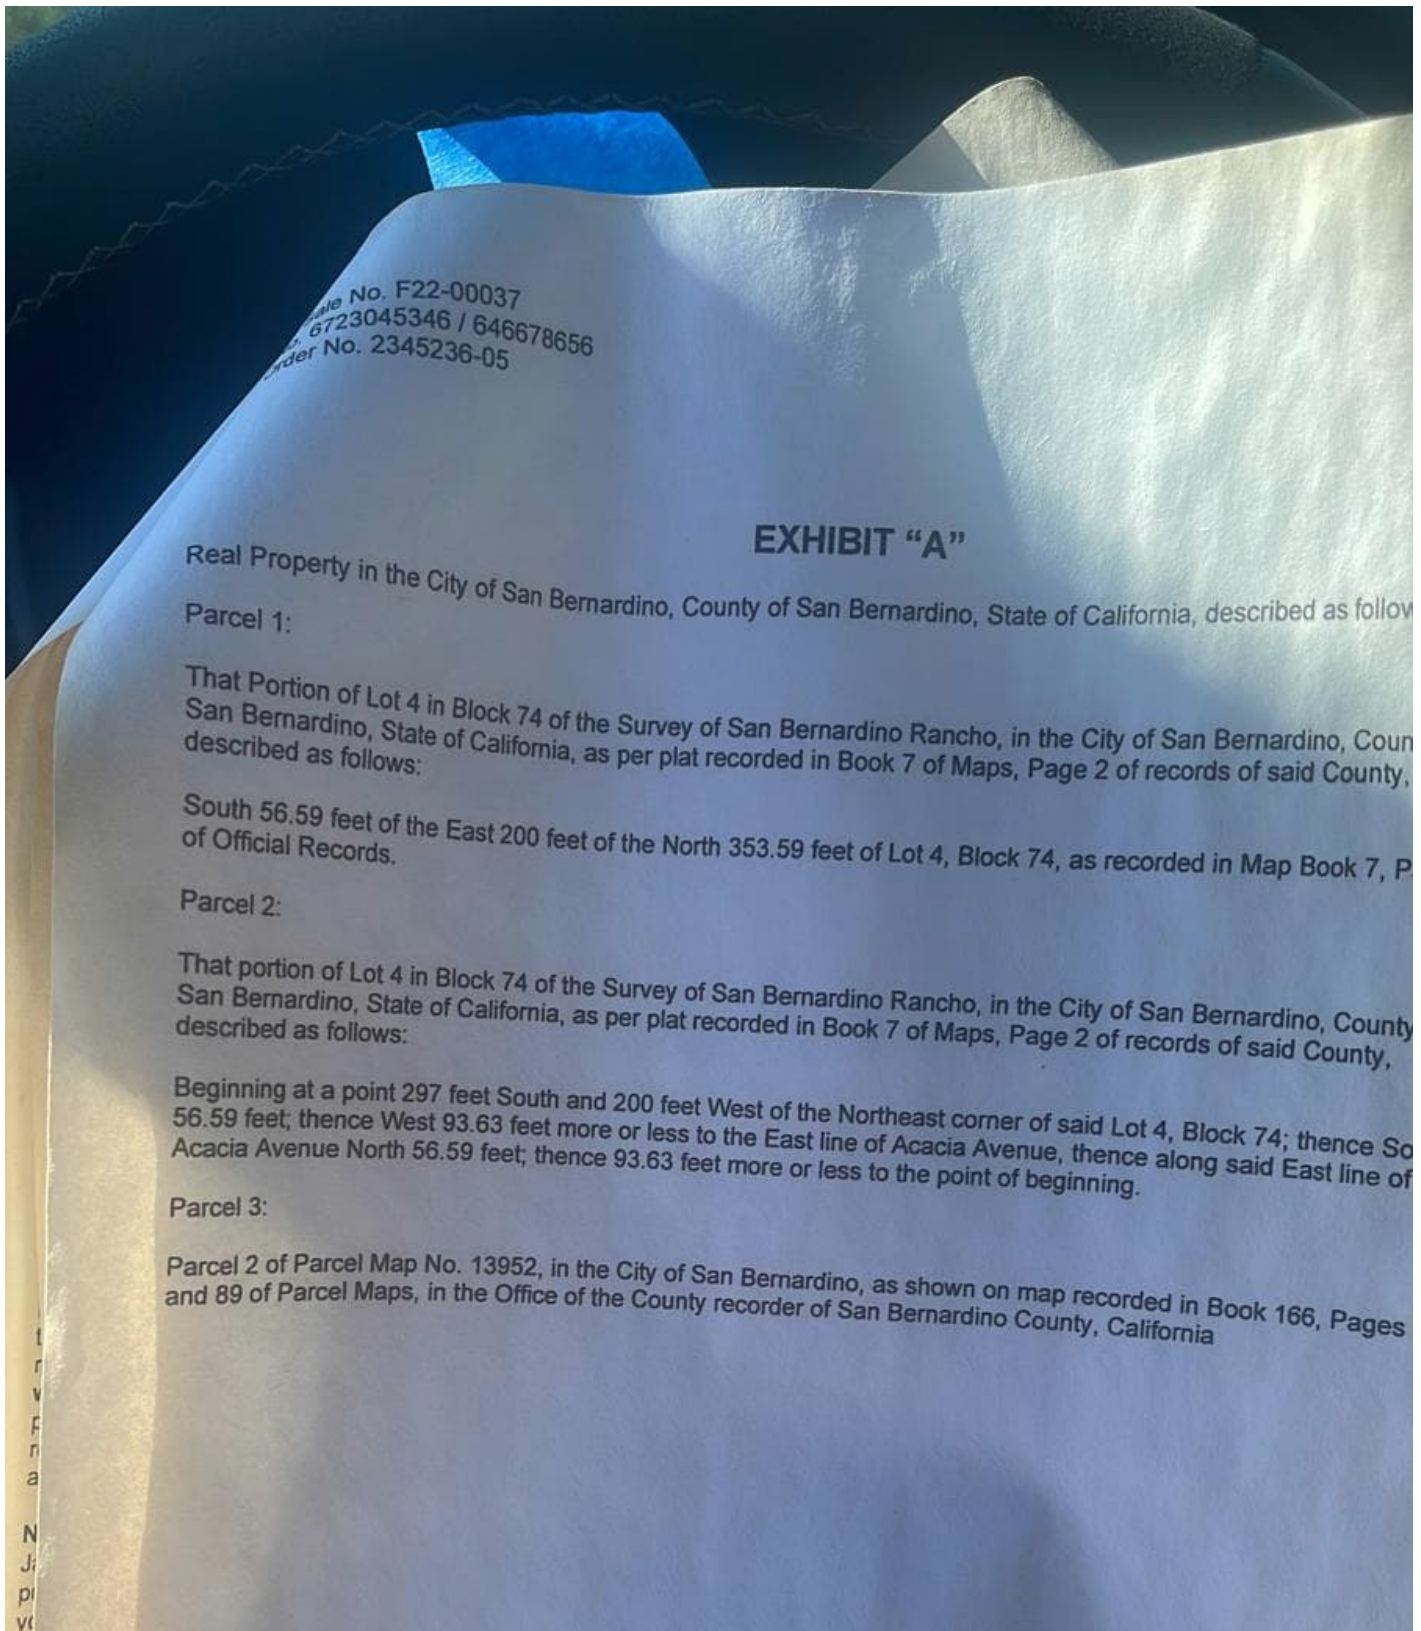 No. F22-00037
6723045346 / 646678656
No. 2345236-05
EXHIBIT “A”
Real Property in the City of San Bernardino, County of San Bernardino, State of California, described as follow
Parcel 1:
That Portion of Lot 4 in Block 74 of the Survey of San Bernardino Rancho, in the City of San Bernardino, Coun
San Bernardino, State of California, as per plat recorded in Book 7 of Maps, Page 2 of records of said County,
described as follows:
South 56.59 feet of the East 200 feet of the North 353.59 feet of Lot 4, Block 74, as recorded in Map Book 7, P
of Official Records.
Parcel 2:
That portion of Lot 4 in Block 74 of the Survey of San Bernardino Rancho, in the City of San Bernardino, County
San Bernardino, State of California, as per plat recorded in Book 7 of Maps, Page 2 of records of said County,
described as follows:
Beginning at a point 297 feet South and 200 feet West of the Northeast corner of said Lot 4, Block 74; thence So
56.59 feet; thence West 93.63 feet more or less to the East line of Acacia Avenue, thence along said East line of
Acacia Avenue North 56.59 feet; thence 93.63 feet more or less to the point of beginning.
Parcel 3:
Parcel 2 of Parcel Map No. 13952, in the City of San Bernardino, as shown on map recorded in Book 166, Pages
and 89 of Parcel Maps, in the Office of the County recorder of San Bernardino County, California